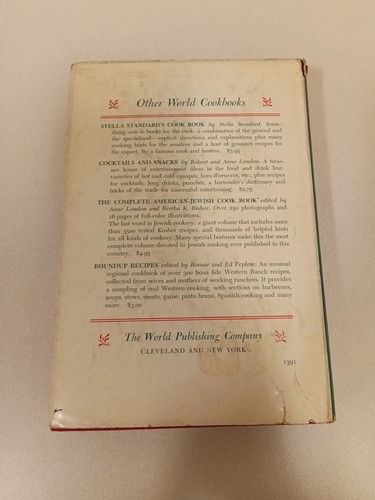 Other World Cookbooks
STELLA STANDARD'S COOK BOOK by Stella Standard. Some-
thing new in books for the cook—a combination of the general and
the specialized—explicit directions and explanations plus many
cooking hints for the amateur and a host of gourmet recipes for
the expert. By a famous cook and hostess. $3.95
COCKTAILS AND SNACKS by Robert and Anne London. A treas-
ure house of entertainment ideas in the food and drink line—
varieties of hot and cold canapés, hors d'œuvres, etc.; plus recipes
for cocktails, long drinks, punches, a bartender's dictionary and
tricks of the trade for successful entertaining. $2.75
THE COMPLETE AMERICAN-JEWISH COOK BOOK edited by
Anne London and Bertha K. Bishov. Over 250 photographs and
16 pages of full-color illustrations.
The last word in Jewish cookery—a giant volume that includes more
than 3500 tested Kosher recipes, and thousands of helpful hints
for all kinds of cookery. Many special features make this the most
complete volume devoted to Jewish cooking ever published in this
country. $4.95
ROUNDUP RECIPES edited by Bonnie and Ed Peplow. An unusual
regional cookbook of over 300 bona fide Western Ranch recipes,
collected from wives and mothers of working ranchers. It provides
a sampling of real Western cooking, with sections on barbecues,
soups, stews, meats, game, pinto beans, Spanish cooking and many
more. $3.00
The World Publishing Company
CLEVELAND AND NEW YORK
1391